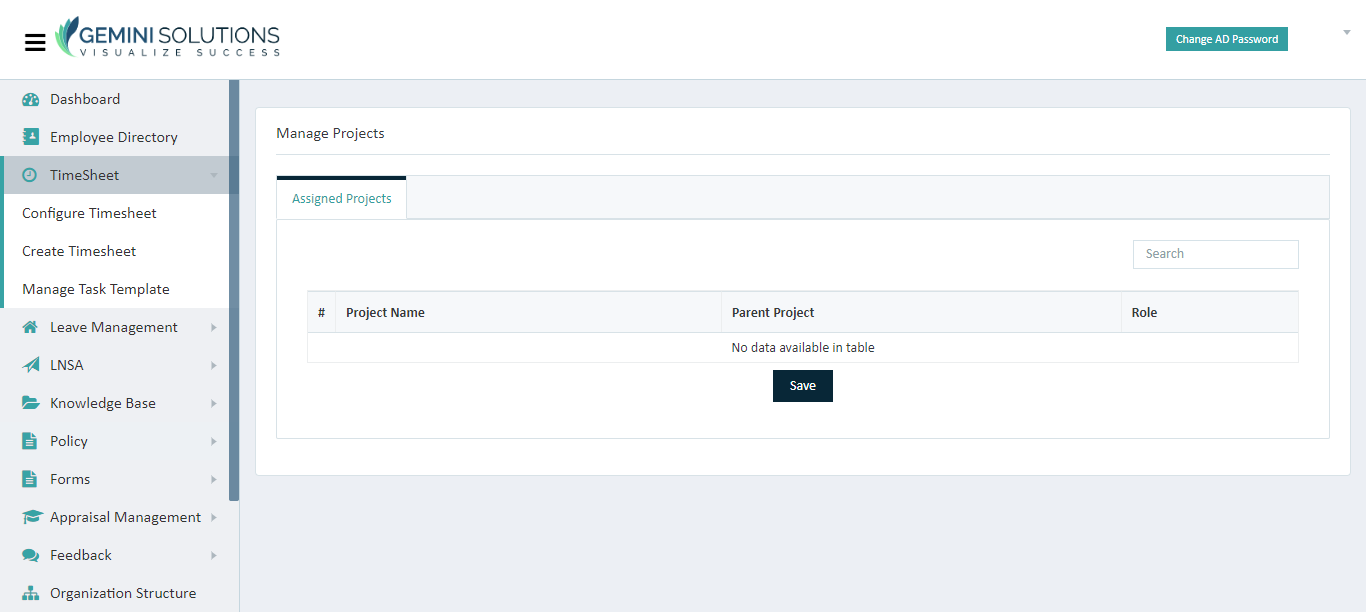 GEMINI SOLUTIONS
VISUALIZE SUCCESS
Change AD Password
Dashboard
Employee Directory
TimeSheet
Configure Timesheet
Create Timesheet
Manage Task Template
Leave Management
LNSA
Knowledge Base
Policy
Forms
Appraisal Management
Feedback
Organization Structure
Manage Projects
Assigned Projects
Search
# Project Name Parent Project Role
No data available in table
Save